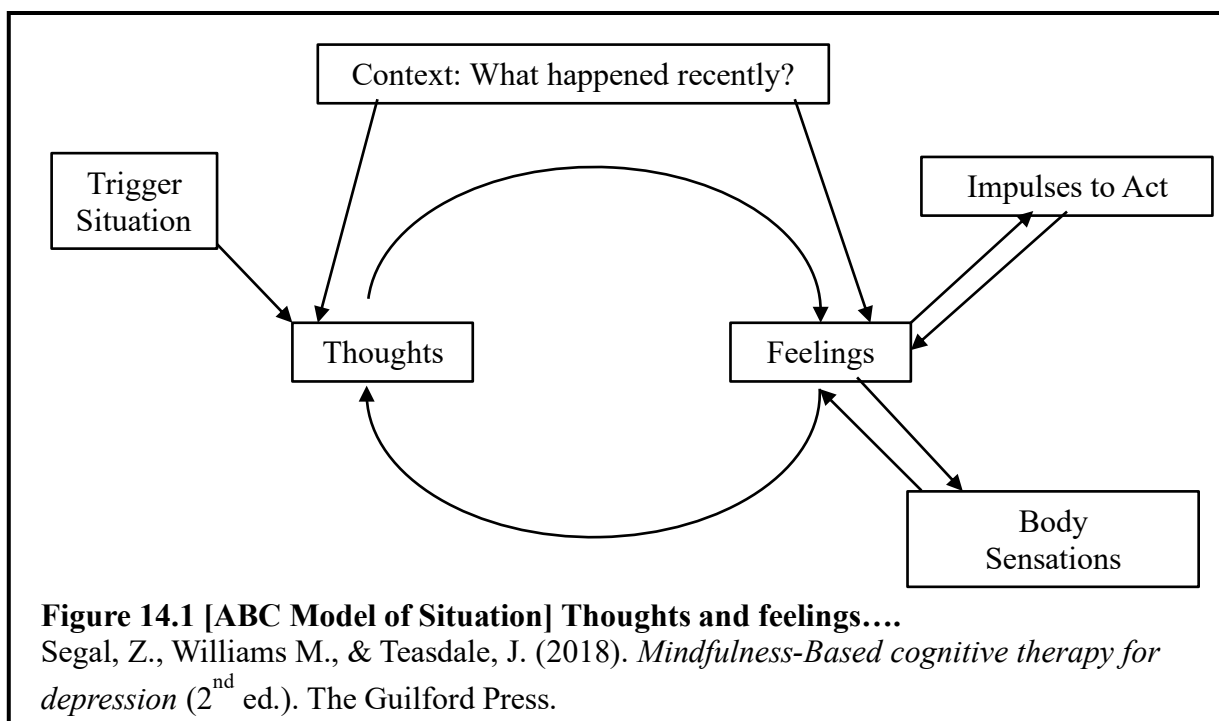 Context: What happened recently?
Trigger
Situation
Impulses to Act
Thoughts
Feelings
Body
Sensations
Figure 14.1 [ABC Model of Situation] Thoughts and feelings….
Segal, Z., Williams M., & Teasdale, J. (2018). Mindfulness-Based cognitive therapy for
depression (2nd ed.). The Guilford Press.